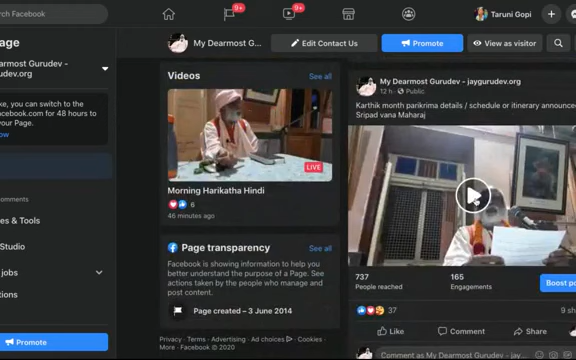 rch Facebook
9+
9+
Taruni Gopi
age
My Dearmost G...
Edit Contact Us
Promote
View as visitor
earmost Gurudev -
udev.org
ke, you can switch to the
acebook.com for 48 hours to
your Page.
ow
omments
es & Tools
Studio
jobs
tions
Promote
Videos
See all
LIVE
Morning Harikatha Hindi
6
46 minutes ago
Page transparency
See all
Facebook is showing information to help you
better understand the purpose of a Page. See
actions taken by the people who manage and
post content.
Page created – 3 June 2014
Privacy · Terms · Advertising · Ad choices · Cookies ·
More · Facebook © 2020
My Dearmost Gurudev - jaygurudev.org
12 h · Public
Karthik month parikrima details / schedule or itinerary announce
Sripad vana Maharaj
737
People reached
165
Engagements
Boost po
37
9 sh
Like
Comment
Share
Comment as My Dearmost Gurudev - jay...